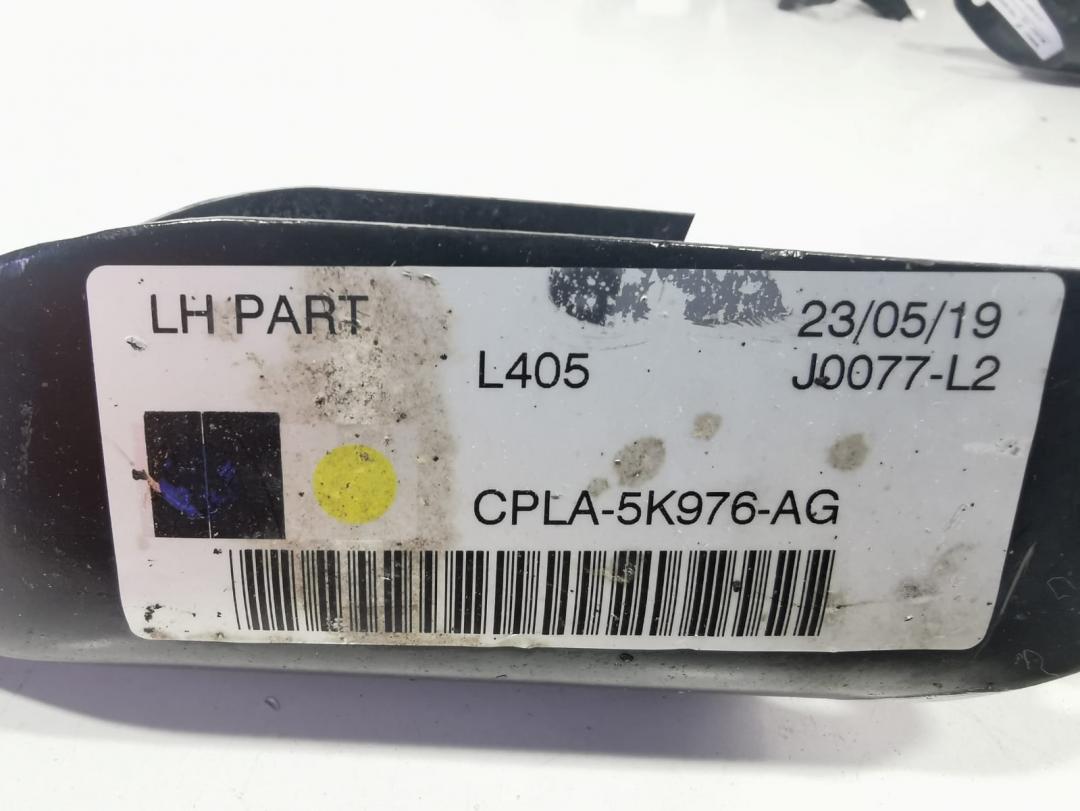 LH PART
23/05/19
L405
J0077-L2
CPLA-5K976-AG